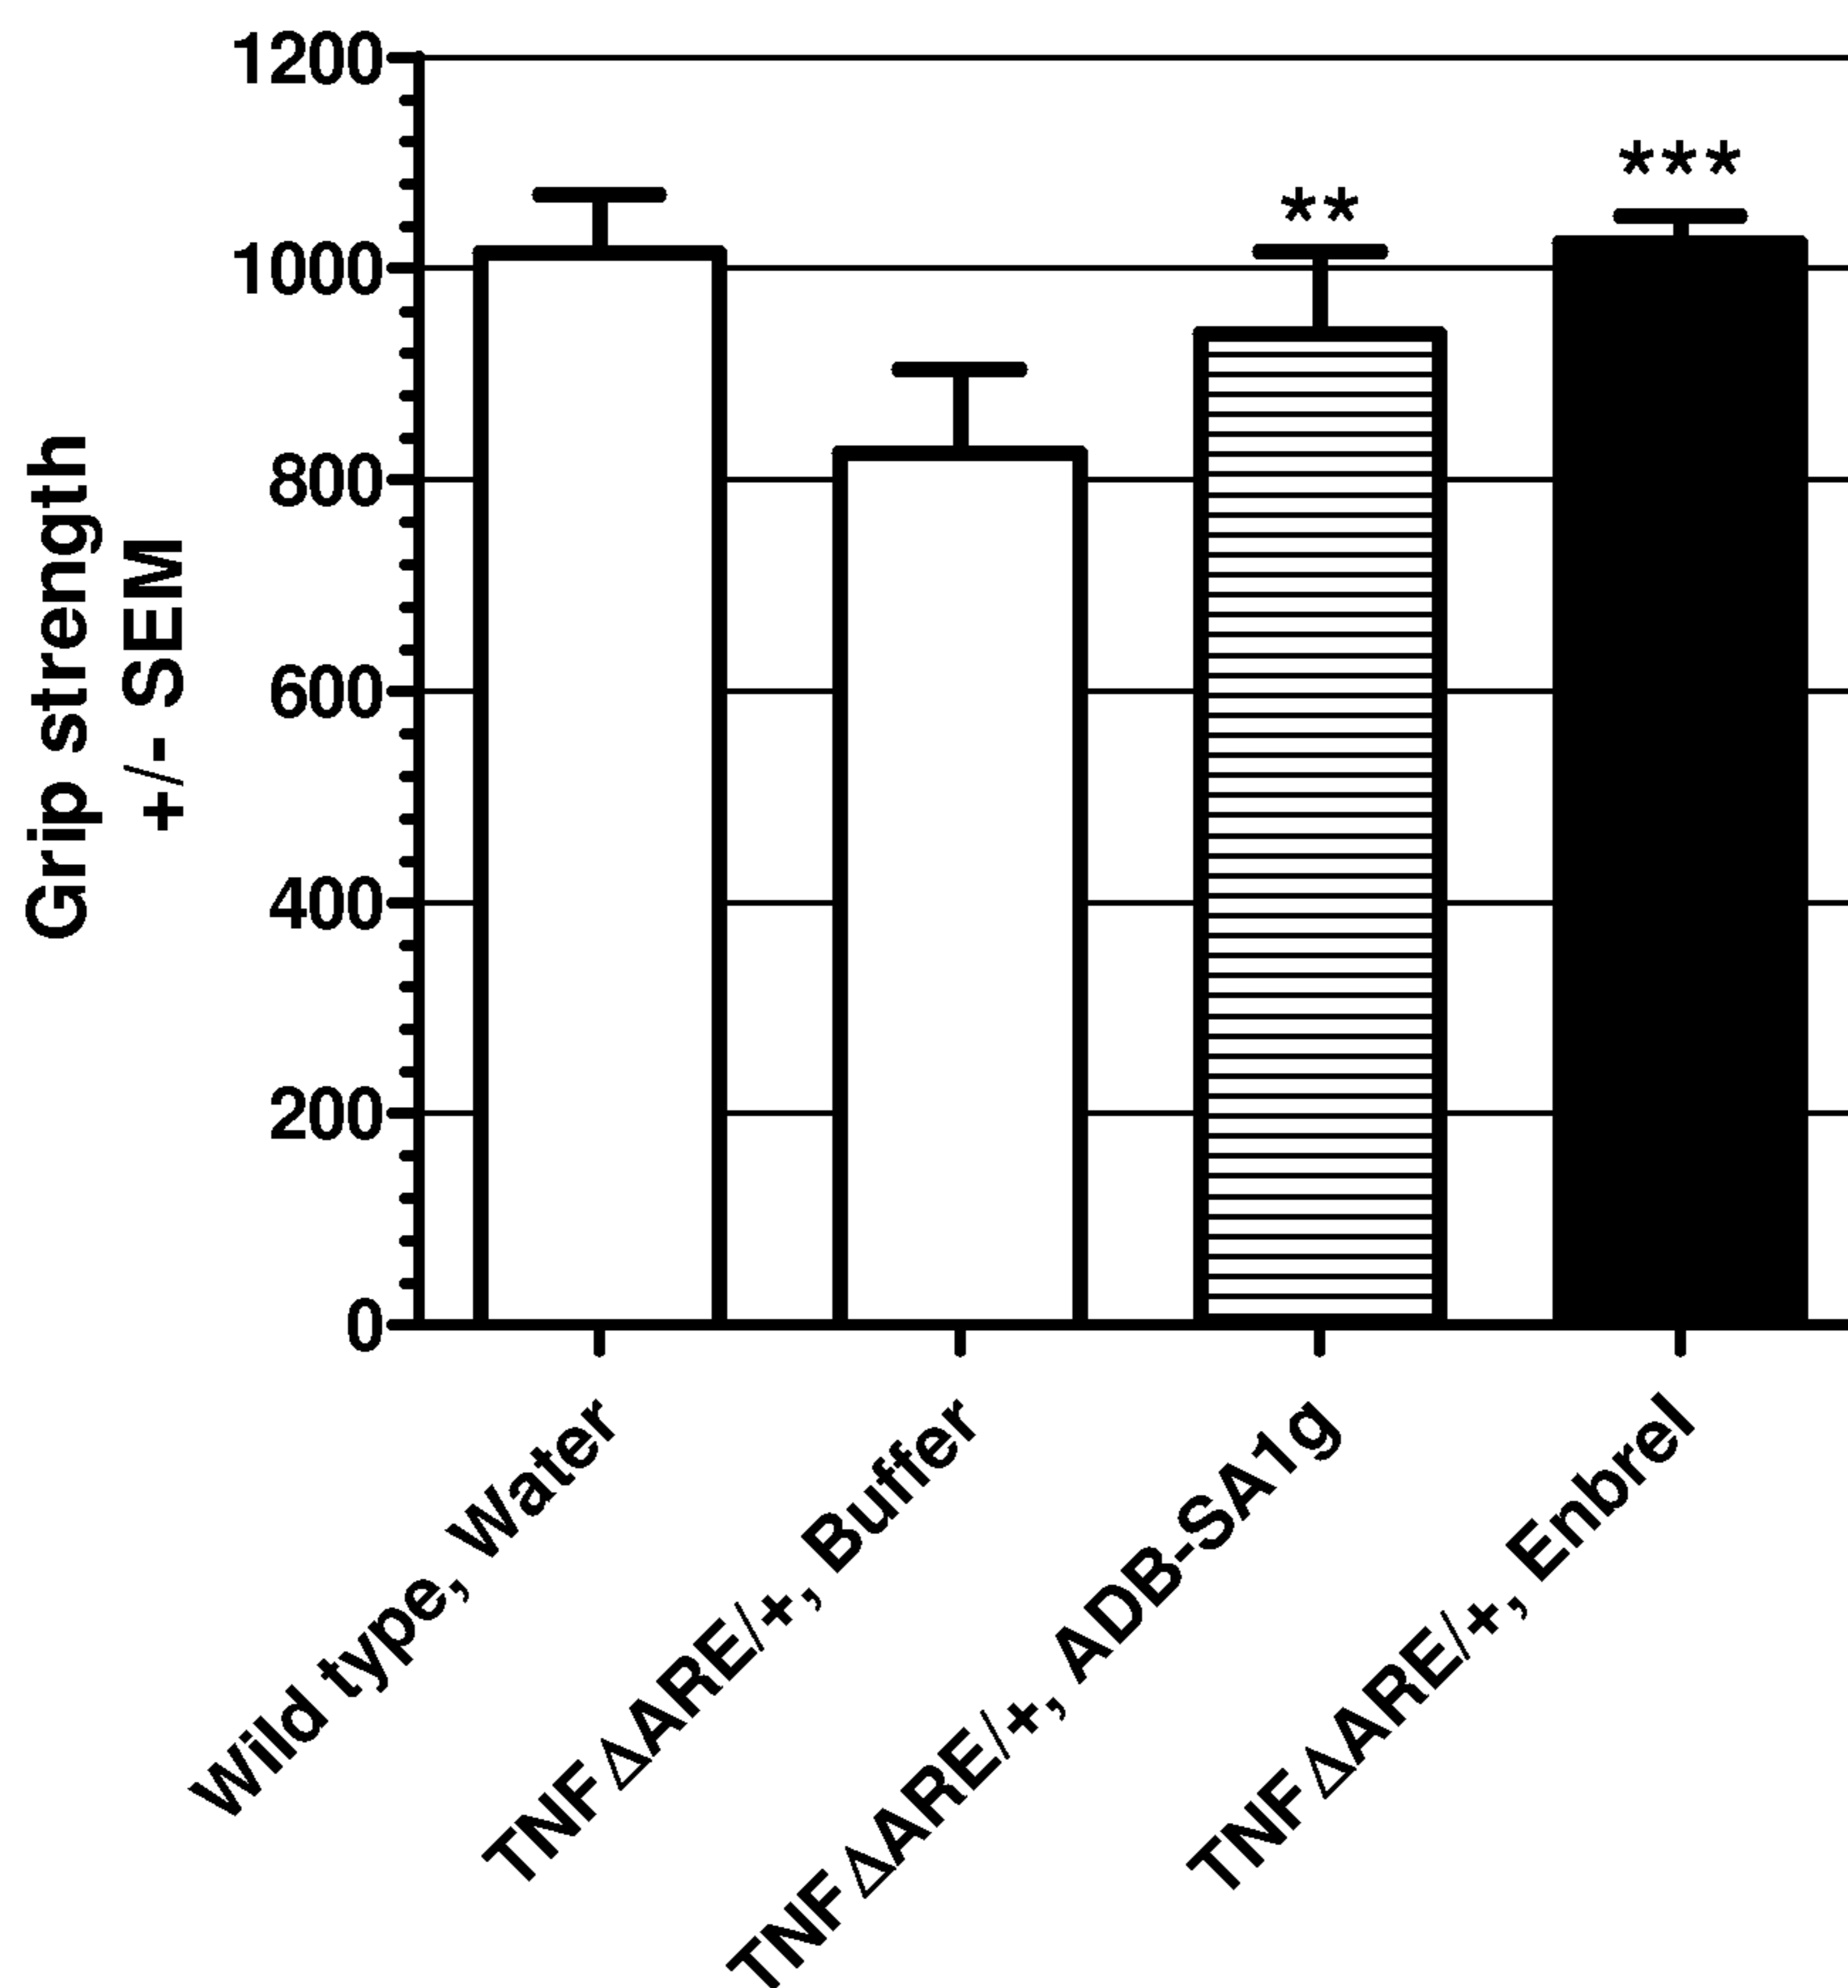 Grip strength
+/- SEM
1200
1000
800
600
400
200
0
**
***
Wild type, Water
TNFΔARE/+, Buffer
TNFΔARE/+, ADB-SA1g
TNFΔARE/+, Enbrel